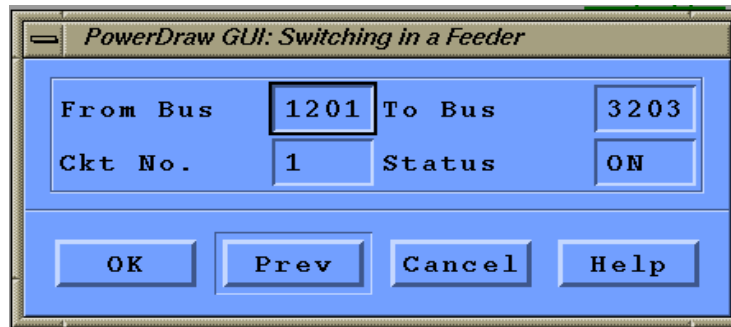 PowerDraw GUI: Switching in a Feeder
From Bus 1201 To Bus 3203
Ckt No. 1 Status ON
OK Prev Cancel Help